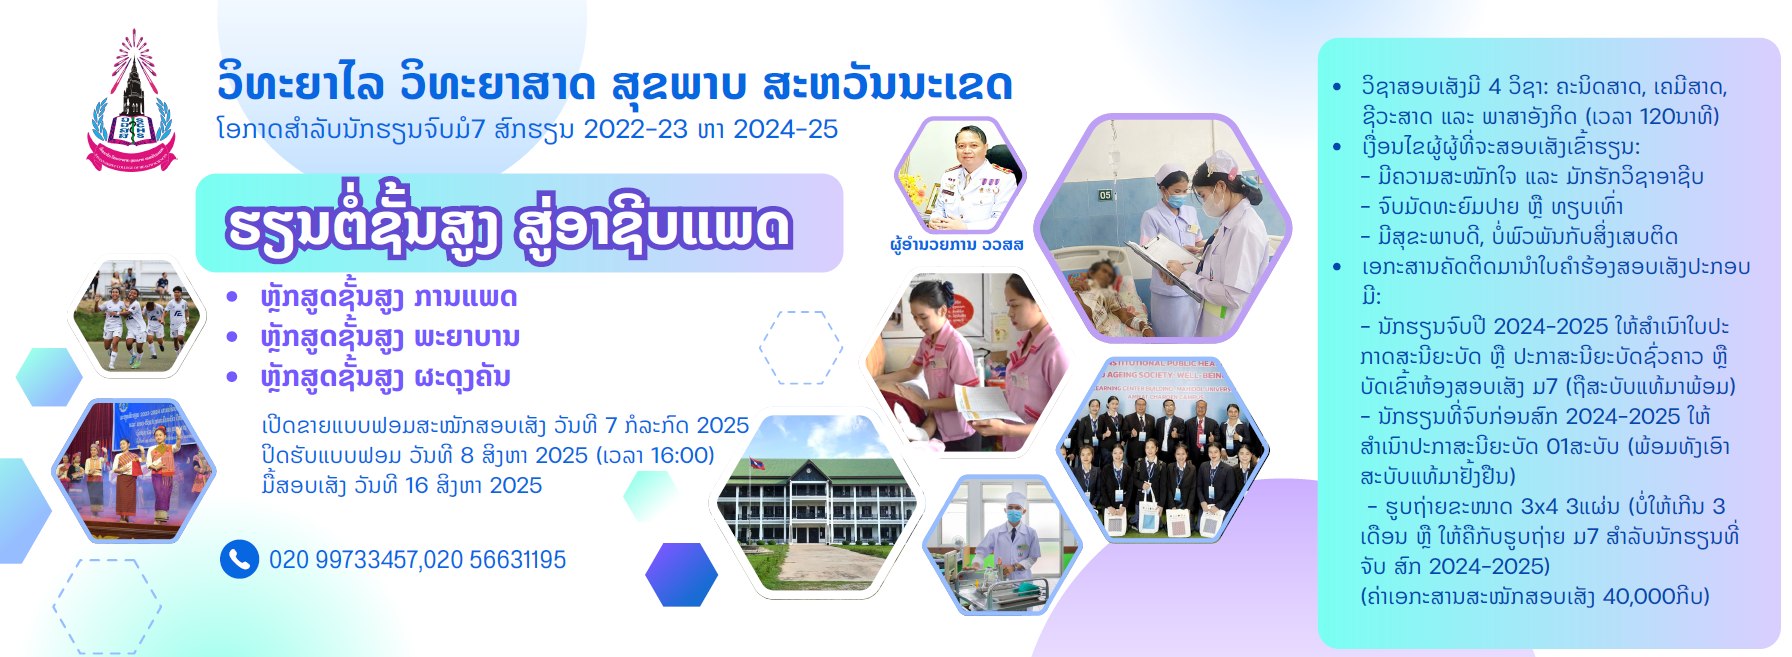 ວິທະຍາໄລ ວິທະຍາສາດ ສຸຂພາບ ສະຫວັນນະເຂດ
ໂອກາດສຳລັບນັກຮຽນຈົບມໍ7 ສົກຮຽນ 2022-23 ຫາ 2024-25
ຮຽນຕໍ່ຊັ້ນສູງ ສູ່ອາຊີບແພດ
• ຫຼັກສູດຊັ້ນສູງ ການແພດ
• ຫຼັກສູດຊັ້ນສູງ ພະຍາບານ
• ຫຼັກສູດຊັ້ນສູງ ຜະດຸງຄັນ
ເປີດຂາຍແບບຟອມສະໝັກສອບເສັງ ວັນທີ 7 ກໍລະກົດ 2025
ປິດຮັບແບບຟອມ ວັນທີ 8 ສິງຫາ 2025 (ເວລາ 16:00)
ມື້ສອບເສັງ ວັນທີ 16 ສິງຫາ 2025
020 99733457,020 56631195
ຜູ້ອຳນວຍການ ວວສສ
05
• ວິຊາສອບເສັງມີ 4 ວິຊາ: ຄະນິດສາດ, ເຄມີສາດ,
ຊີວະສາດ ແລະ ພາສາອັງກິດ (ເວລາ 120ນາທີ)
• ເງື່ອນໄຂຜູ້ຜູ້ທີ່ຈະສອບເສັງເຂົ້າຮຽນ:
- ມີຄວາມສະໝັກໃຈ ແລະ ມັກຮັກວິຊາອາຊີບ
- ຈົບມັດທະຍົມປາຍ ຫຼື ທຽບເທົ່າ
- ມີສຸຂະພາບດີ, ບໍ່ພົວພັນກັບສິ່ງເສບຕິດ
• ເອກະສານຄັດຕິດມານຳໃບຄຳຮ້ອງສອບເສັງປະກອບ
ມີ:
- ນັກຮຽນຈົບປີ 2024-2025 ໃຫ້ສຳເນົາໃບປະ
ກາດສະນີຍະບັດ ຫຼື ປະກາສະນີຍະບັດຊົ່ວຄາວ ຫຼື
ບັດເຂົ້າຫ້ອງສອບເສັງ ມ7 (ຖືສະບັບແທ້ມາພ້ອມ)
- ນັກຮຽນທີ່ຈົບກ່ອນສົກ 2024-2025 ໃຫ້
ສຳເນົາປະກາສະນີຍະບັດ 01ສະບັບ (ພ້ອມທັງເອົາ
ສະບັບແທ້ມາຢັ້ງຢືນ)
- ຮູບຖ່າຍຂະໜາດ 3x4 3ແຜ່ນ (ບໍ່ໃຫ້ເກີນ 3
ເດືອນ ຫຼື ໃຫ້ຄືກັບຮູບຖ່າຍ ມ7 ສຳລັບນັກຮຽນທີ່
ຈັບ ສົກ 2024-2025)
(ຄ່າເອກະສານສະໝັກສອບເສັງ 40,000ກີບ)